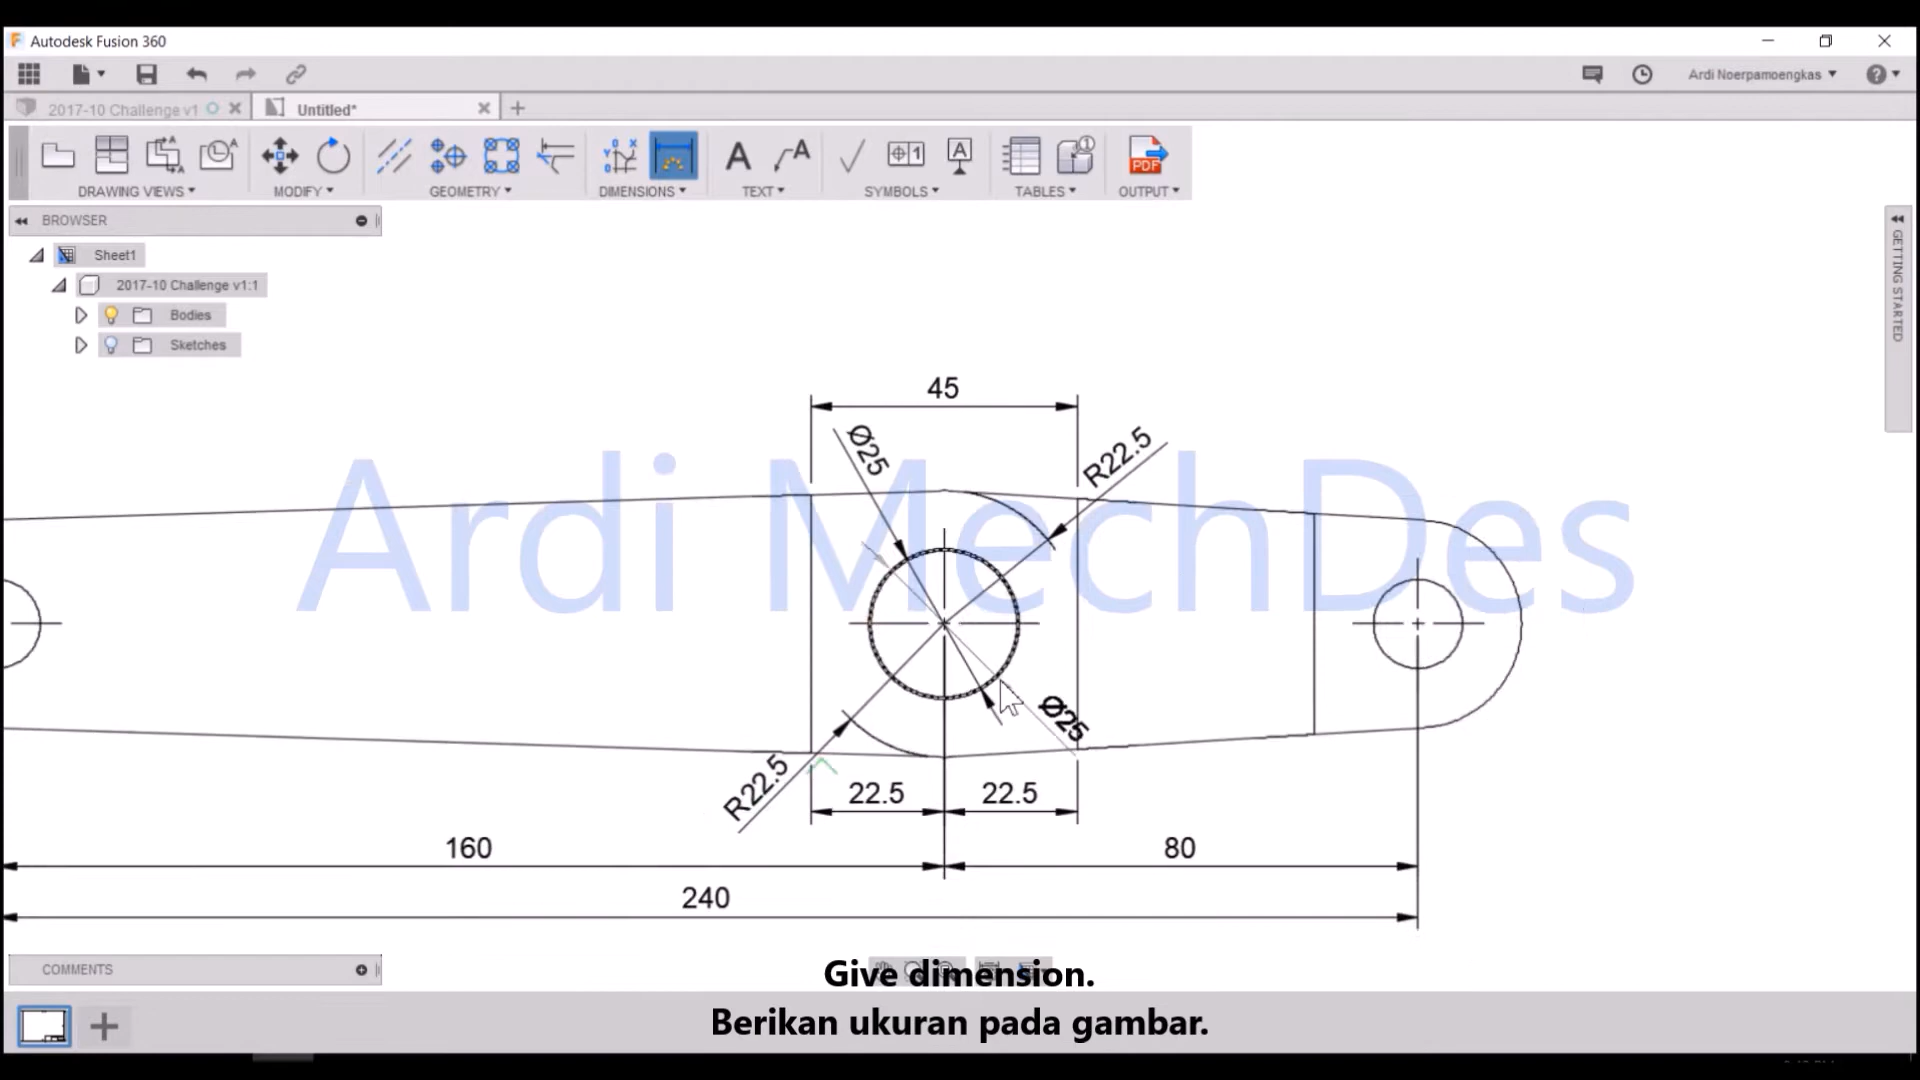 Autodesk Fusion 360
Ardi Noerpamoengkas
2017-10 Challenge v1
Untitled*
DRAWING VIEWS
MODIFY
GEOMETRY
DIMENSIONS
TEXT
SYMBOLS
TABLES
OUTPUT
PDF
BROWSER
Sheet1
2017-10 Challenge v1:1
Bodies
Sketches
GETTING STARTED
45
Ø25
R22.5
Ardi MechDes
Ø25
R22.5
22.5
22.5
160
80
240
COMMENTS
Give dimension.
Berikan ukuran pada gambar.